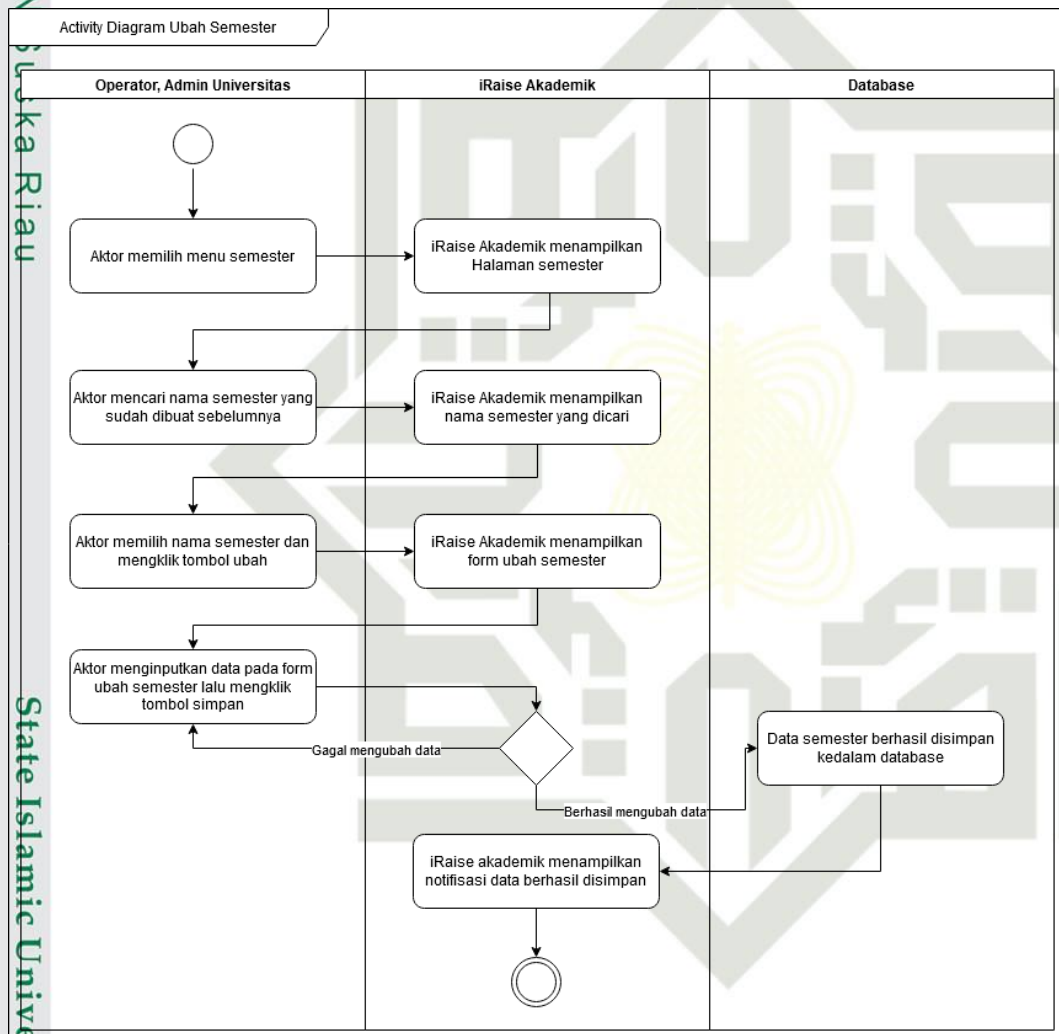 Activity Diagram Ubah Semester
Operator, Admin Universitas
iRaise Akademik
Database
Aktor memilih menu semester
iRaise Akademik menampilkan
Halaman semester
Aktor mencari nama semester yang
sudah dibuat sebelumnya
iRaise Akademik menampilkan
nama semester yang dicari
Aktor memilih nama semester dan
mengklik tombol ubah
iRaise Akademik menampilkan
form ubah semester
Aktor menginputkan data pada form
ubah semester lalu mengklik
tombol simpan
Gagal mengubah data
Berhasil mengubah data
Data semester berhasil disimpan
kedalam database
iRaise akademik menampilkan
notifisasi data berhasil disimpan
Suska Riau
State Islamic Unive